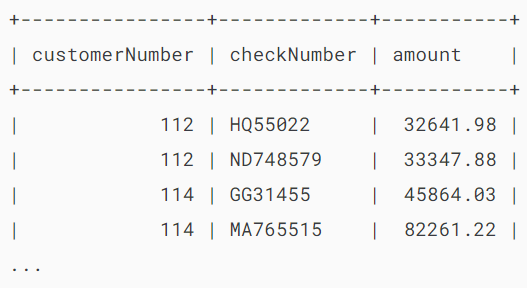 +----------------+-------------+-----------+
| customerNumber | checkNumber | amount    |
+----------------+-------------+-----------+
|            112 | HQ55022     |  32641.98 |
|            112 | ND748579    |  33347.88 |
|            114 | GG31455     |  45864.03 |
|            114 | MA765515    |  82261.22 |
...